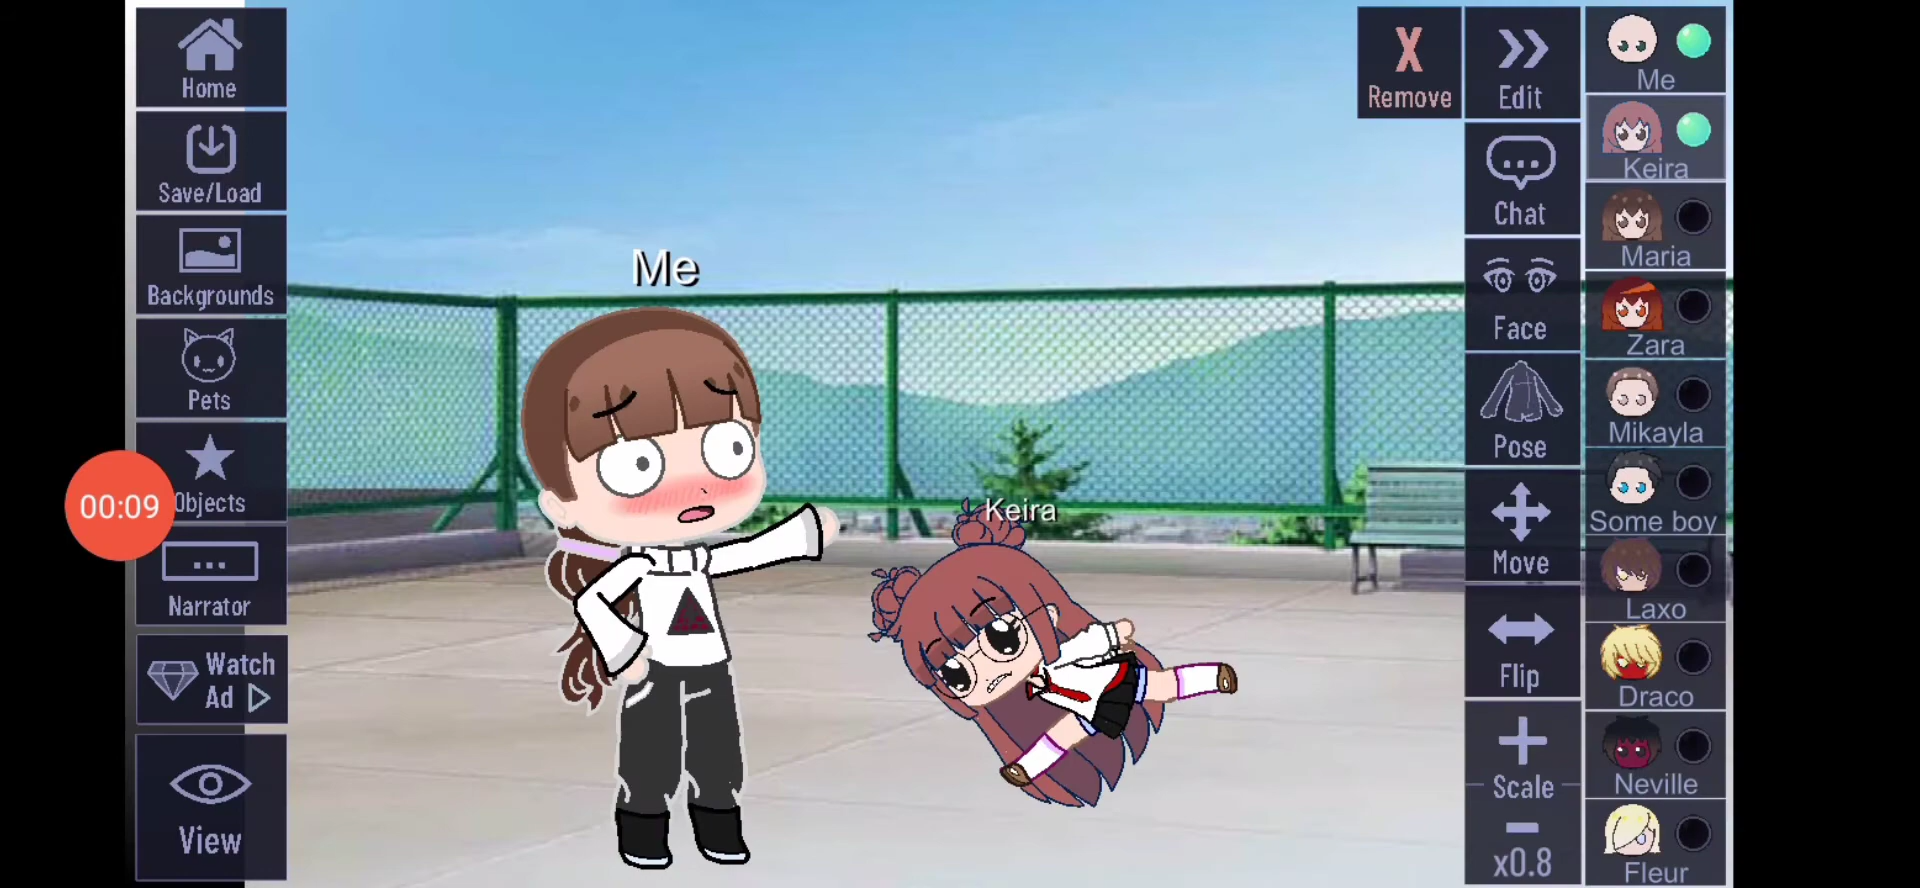 Home
Save/Load
Backgrounds
Pets
00:09
Objects
...
Narrator
Watch
Ad
View
Me
Keira
X
Remove
Edit
...
Chat
Face
Pose
Move
Flip
Scale
x0.8
Me
Keira
Maria
Zara
Mikayla
Some boy
Laxo
Draco
Neville
Fleur